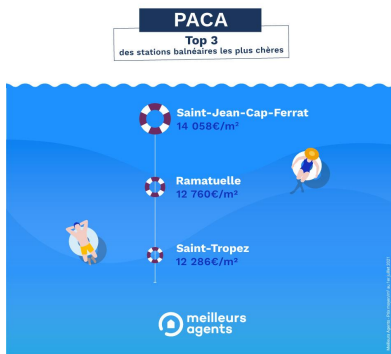 PACA
Top 3
des stations balnéaires les plus chères
Saint-Jean-Cap-Ferrat
14 058€/m²
Ramatuelle
12 760€/m²
Saint-Tropez
12 286€/m²
meilleurs
agents